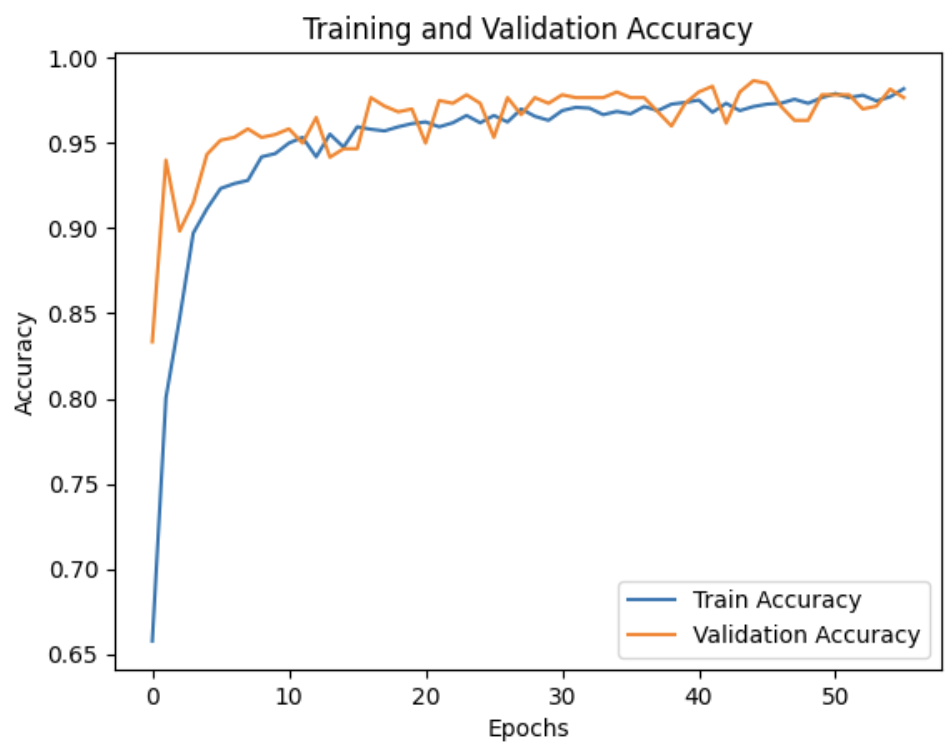 Training and Validation Accuracy
1.00
0.95
0.90
0.85
0.80
0.75
0.70
0.65
Accuracy
Train Accuracy
Validation Accuracy
0 10 20 30 40 50
Epochs